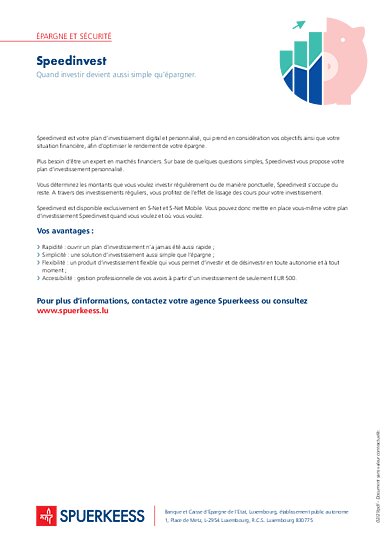 ÉPARGNE ET SÉCURITÉ
Speedinvest
Quand investir devient aussi simple qu'épargner.
Speedinvest est votre plan d'investissement digital et personnalisé, qui prend en considération vos objectifs ainsi que votre
situation financière, afin d'optimiser le rendement de votre épargne.
Plus besoin d'être un expert en marchés financiers. Sur base de quelques questions simples, Speedinvest vous propose votre
plan d'investissement personnalisé.
Vous déterminez les montants que vous voulez investir régulièrement ou de manière ponctuelle, Speedinvest s'occupe du
reste. A travers des investissements réguliers, vous profitez de l'effet de lissage des cours pour votre investissement.
Speedinvest est disponible exclusivement en S-Net et S-Net Mobile. Vous pouvez donc mettre en place vous-même votre plan
d'investissement Speedinvest quand vous voulez et où vous voulez.
Vos avantages :
› Rapidité : ouvrir un plan d'investissement n'a jamais été aussi rapide ;
› Simplicité : une solution d'investissement aussi simple que l'épargne ;
› Flexibilité : un produit d'investissement flexible qui vous permet d'investir et de désinvestir en toute autonomie et à tout
moment ;
› Accessibilité : gestion professionnelle de vos avoirs à partir d'un investissement de seulement EUR 500.
Pour plus d'informations, contactez votre agence Spuerkeess ou consultez
www.spuerkeess.lu
SPUERKEESS
Banque et Caisse d'Epargne de l'Etat, Luxembourg, établissement public autonome
1, Place de Metz, L-2954 Luxembourg, R.C.S. Luxembourg B30775
Document sans valeur contractuelle.